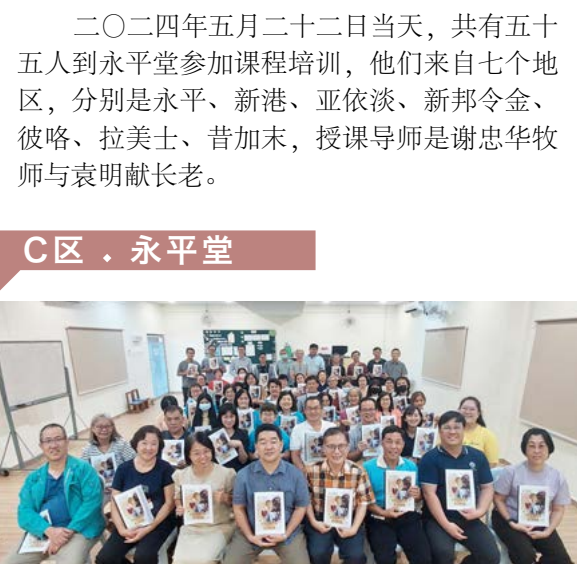 二〇二四年五月二十二日当天，共有五十
五人到永平堂参加课程培训，他们来自七个地
区，分别是永平、新港、亚依淡、新邦令金、
彼咯、拉美士、昔加末，授课导师是谢忠华牧
师与袁明献长老。
C区．永平堂